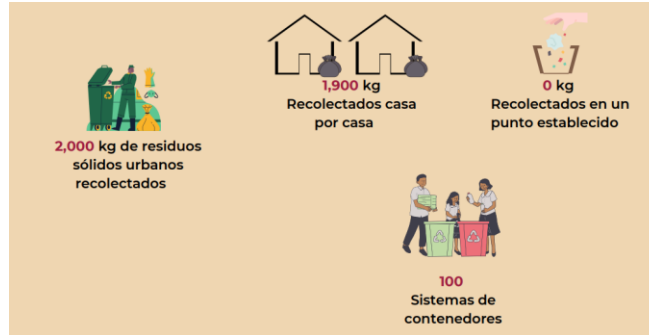 2,000 kg de residuos
sólidos urbanos
recolectados
1,900 kg
Recolectados casa
por casa
0 kg
Recolectados en un
punto establecido
100
Sistemas de
contenedores